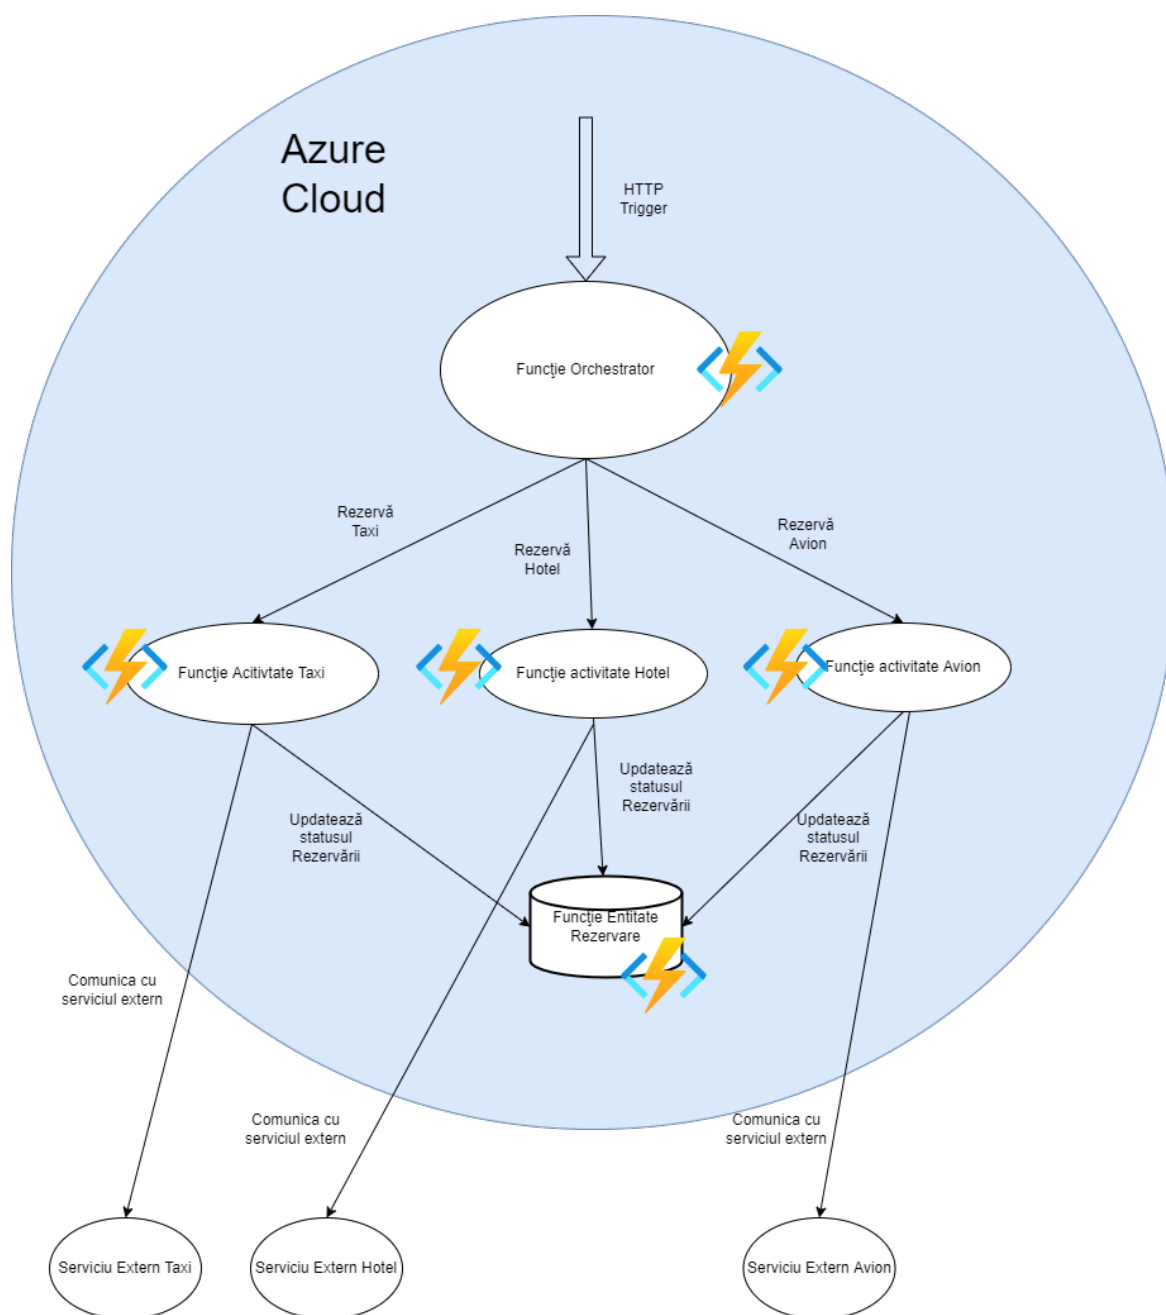 Azure
Cloud
HTTP
Trigger
Funcţie Orchestrator
Rezervă
Taxi
Rezervă
Hotel
Rezervă
Avion
Funcţie Acitivtate Taxi
Funcţie activitate Hotel
Funcţie activitate Avion
Updatează
statusul
Rezervării
Updatează
statusul
Rezervării
Updatează
statusul
Rezervării
Funcţie Entitate
Rezervare
Comunica cu
serviciul extern
Comunica cu
serviciul extern
Comunica cu
serviciul extern
Serviciu Extern Taxi
Serviciu Extern Hotel
Serviciu Extern Avion